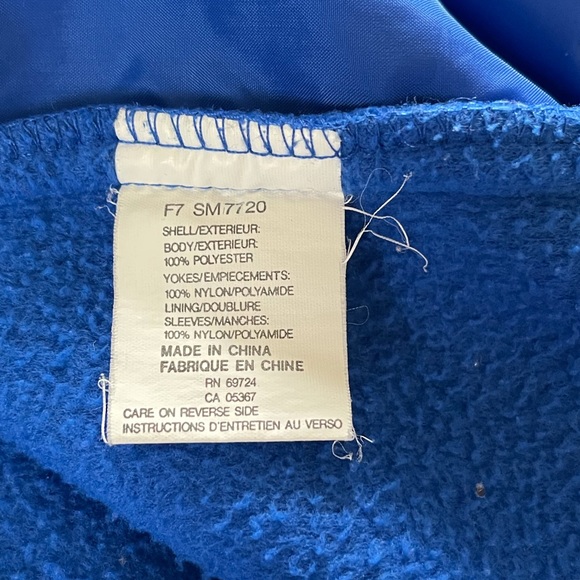 F7 SM7720
SHELL/EXTERIEUR:
BODY/EXTERIEUR:
100% POLYESTER
YOKES/EMPIECEMENTS:
100% NYLON/POLYAMIDE
LINING/DOUBLURE
SLEEVES/MANCHES:
100% NYLON/POLYAMIDE
MADE IN CHINA
FABRIQUE EN CHINE
RN 69724
CA 05367
CARE ON REVERSE SIDE
INSTRUCTIONS D'ENTRETIEN AU VERSO